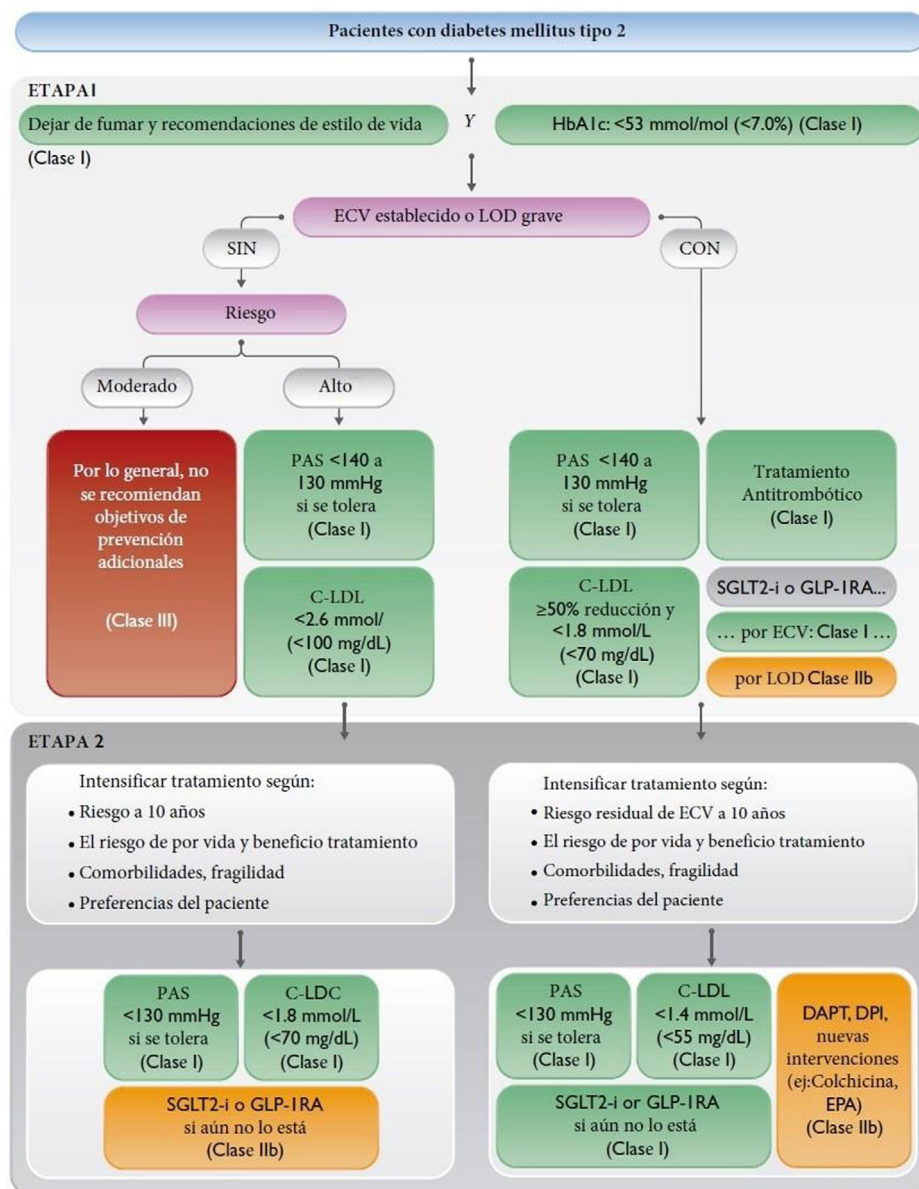 Pacientes con diabetes mellitus tipo 2
ETAPA1
Dejar de fumar y recomendaciones de estilo de vida
(Clase I)
Y
HbA1c: <53 mmol/mol (<7.0%) (Clase I)
ECV establecido o LOD grave
SIN
CON
Riesgo
Moderado
Alto
Por lo general, no
se recomiendan
objetivos de
prevención
adicionales
(Clase III)
PAS <140 a
130 mmHg
si se tolera
(Clase I)
C-LDL
<2.6 mmol/
(<100 mg/dL)
(Clase I)
PAS <140 a
130 mmHg
si se tolera
(Clase I)
C-LDL
≥50% reducción y
<1.8 mmol/L
(<70 mg/dL)
(Clase I)
Tratamiento
Antitrombótico
(Clase I)
SGLT2-i o GLP-1RA...
... por ECV: Clase I ...
por LOD Clase IIb
ETAPA 2
Intensificar tratamiento según:
• Riesgo a 10 años
• El riesgo de por vida y beneficio tratamiento
• Comorbilidades, fragilidad
• Preferencias del paciente
Intensificar tratamiento según:
• Riesgo residual de ECV a 10 años
• El riesgo de por vida y beneficio tratamiento
• Comorbilidades, fragilidad
• Preferencias del paciente
PAS
<130 mmHg
si se tolera
(Clase I)
C-LDC
<1.8 mmol/L
(<70 mg/dL)
(Clase I)
SGLT2-i o GLP-1RA
si aún no lo está
(Clase IIb)
PAS
<130 mmHg
si se tolera
(Clase I)
C-LDL
<1.4 mmol/L
(<55 mg/dL)
(Clase I)
SGLT2-i or GLP-1RA
si aún no lo está
(Clase I)
DAPT, DPI,
nuevas
intervenciones
(ej:Colchicina,
EPA)
(Clase IIb)